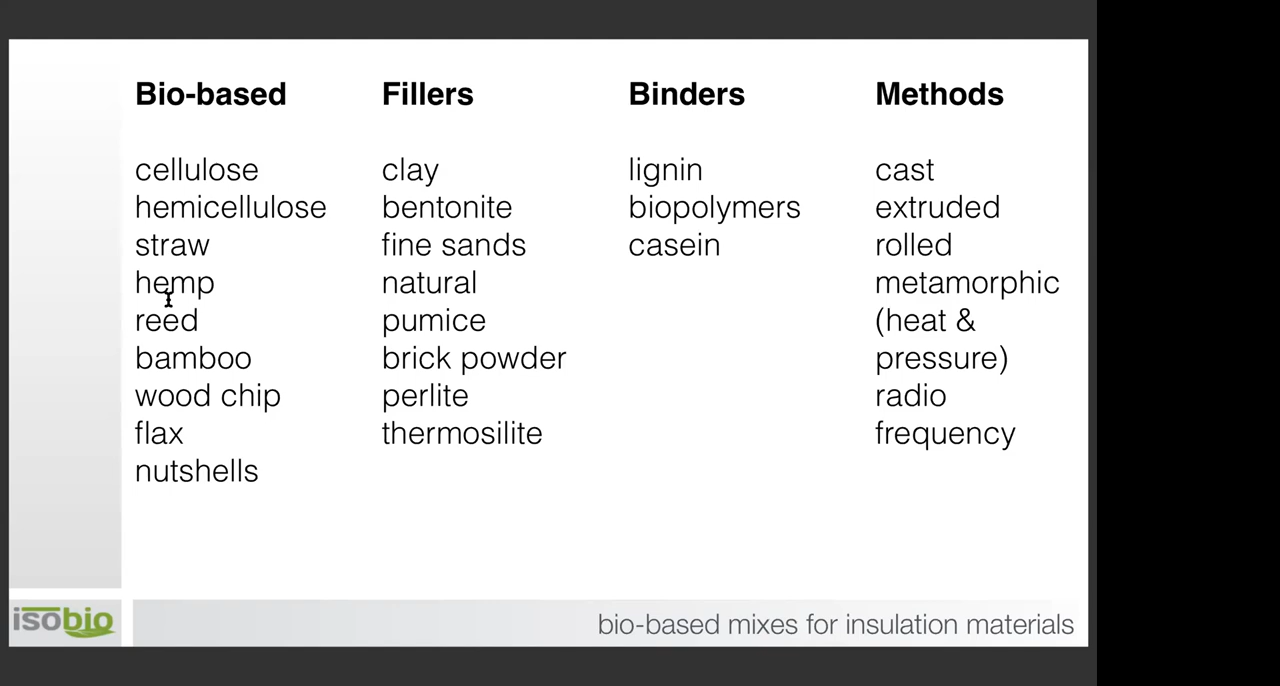 Bio-based
cellulose
hemicellulose
straw
hemp
reed
bamboo
wood chip
flax
nutshells
Fillers
clay
bentonite
fine sands
natural
pumice
brick powder
perlite
thermosilite
Binders
lignin
biopolymers
casein
Methods
cast
extruded
rolled
metamorphic
(heat &
pressure)
radio
frequency
isobio
bio-based mixes for insulation materials